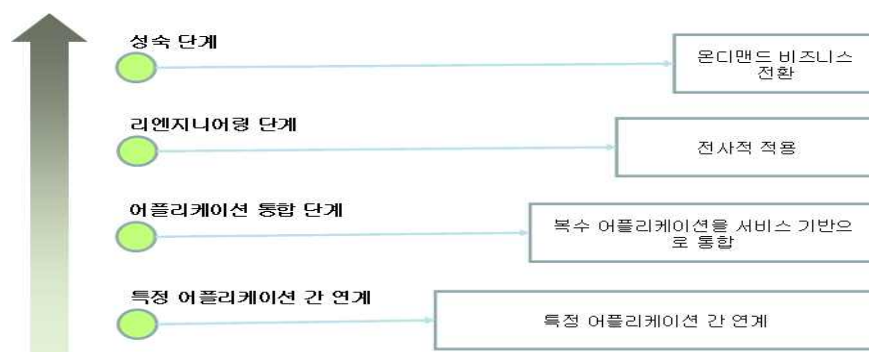 성숙 단계
온디맨드 비즈니스
전환
리엔지니어링 단계
전사적 적용
어플리케이션 통합 단계
복수 어플리케이션을 서비스 기반으
로 통합
특정 어플리케이션 간 연계
특정 어플리케이션 간 연계